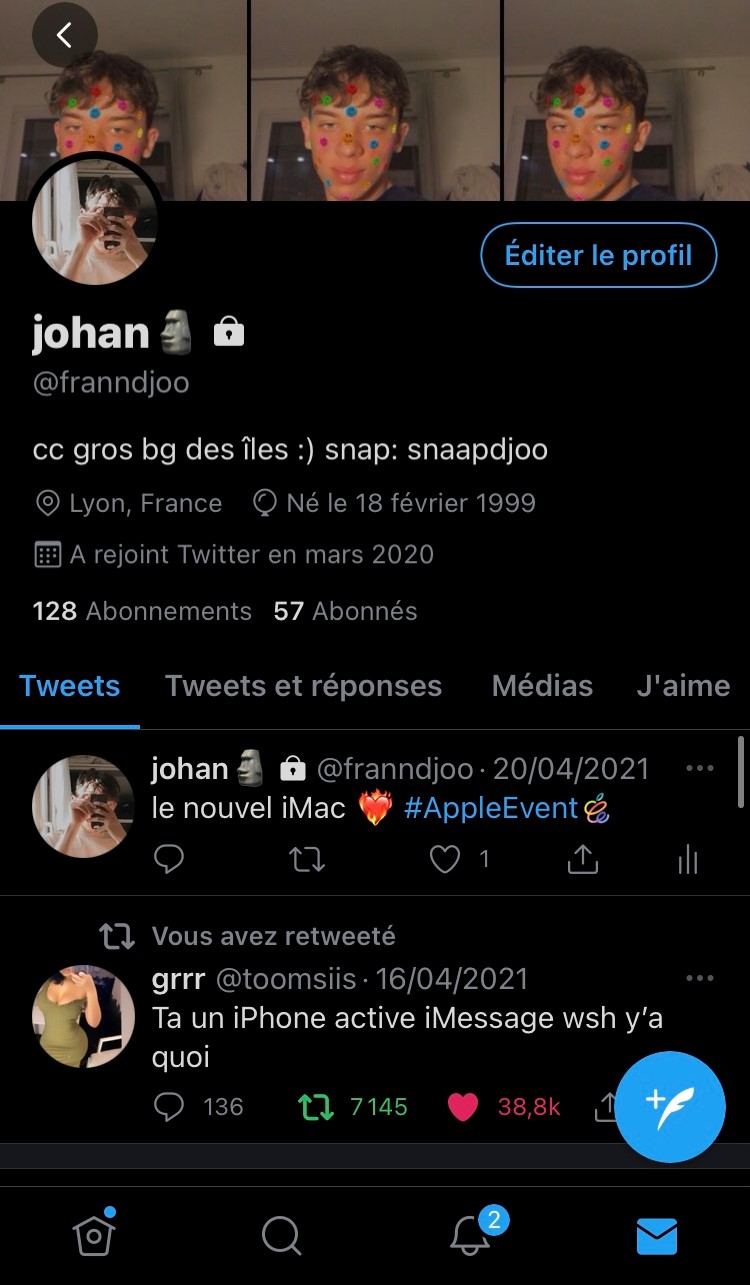 Éditer le profil
johan🗿
@franndjoo
cc gros bg des îles :) snap: snaapdjoo
Lyon, France Né le 18 février 1999
A rejoint Twitter en mars 2020
128 Abonnements 57 Abonnés
Tweets Tweets et réponses Médias J'aime
johan🗿 @franndjoo · 20/04/2021
le nouvel iMac ❤️‍🔥 #AppleEvent
1
Vous avez retweeté
grrr @toomsiis · 16/04/2021
Ta un iPhone active iMessage wsh y’a
quoi
136 7 145 38,8k
2